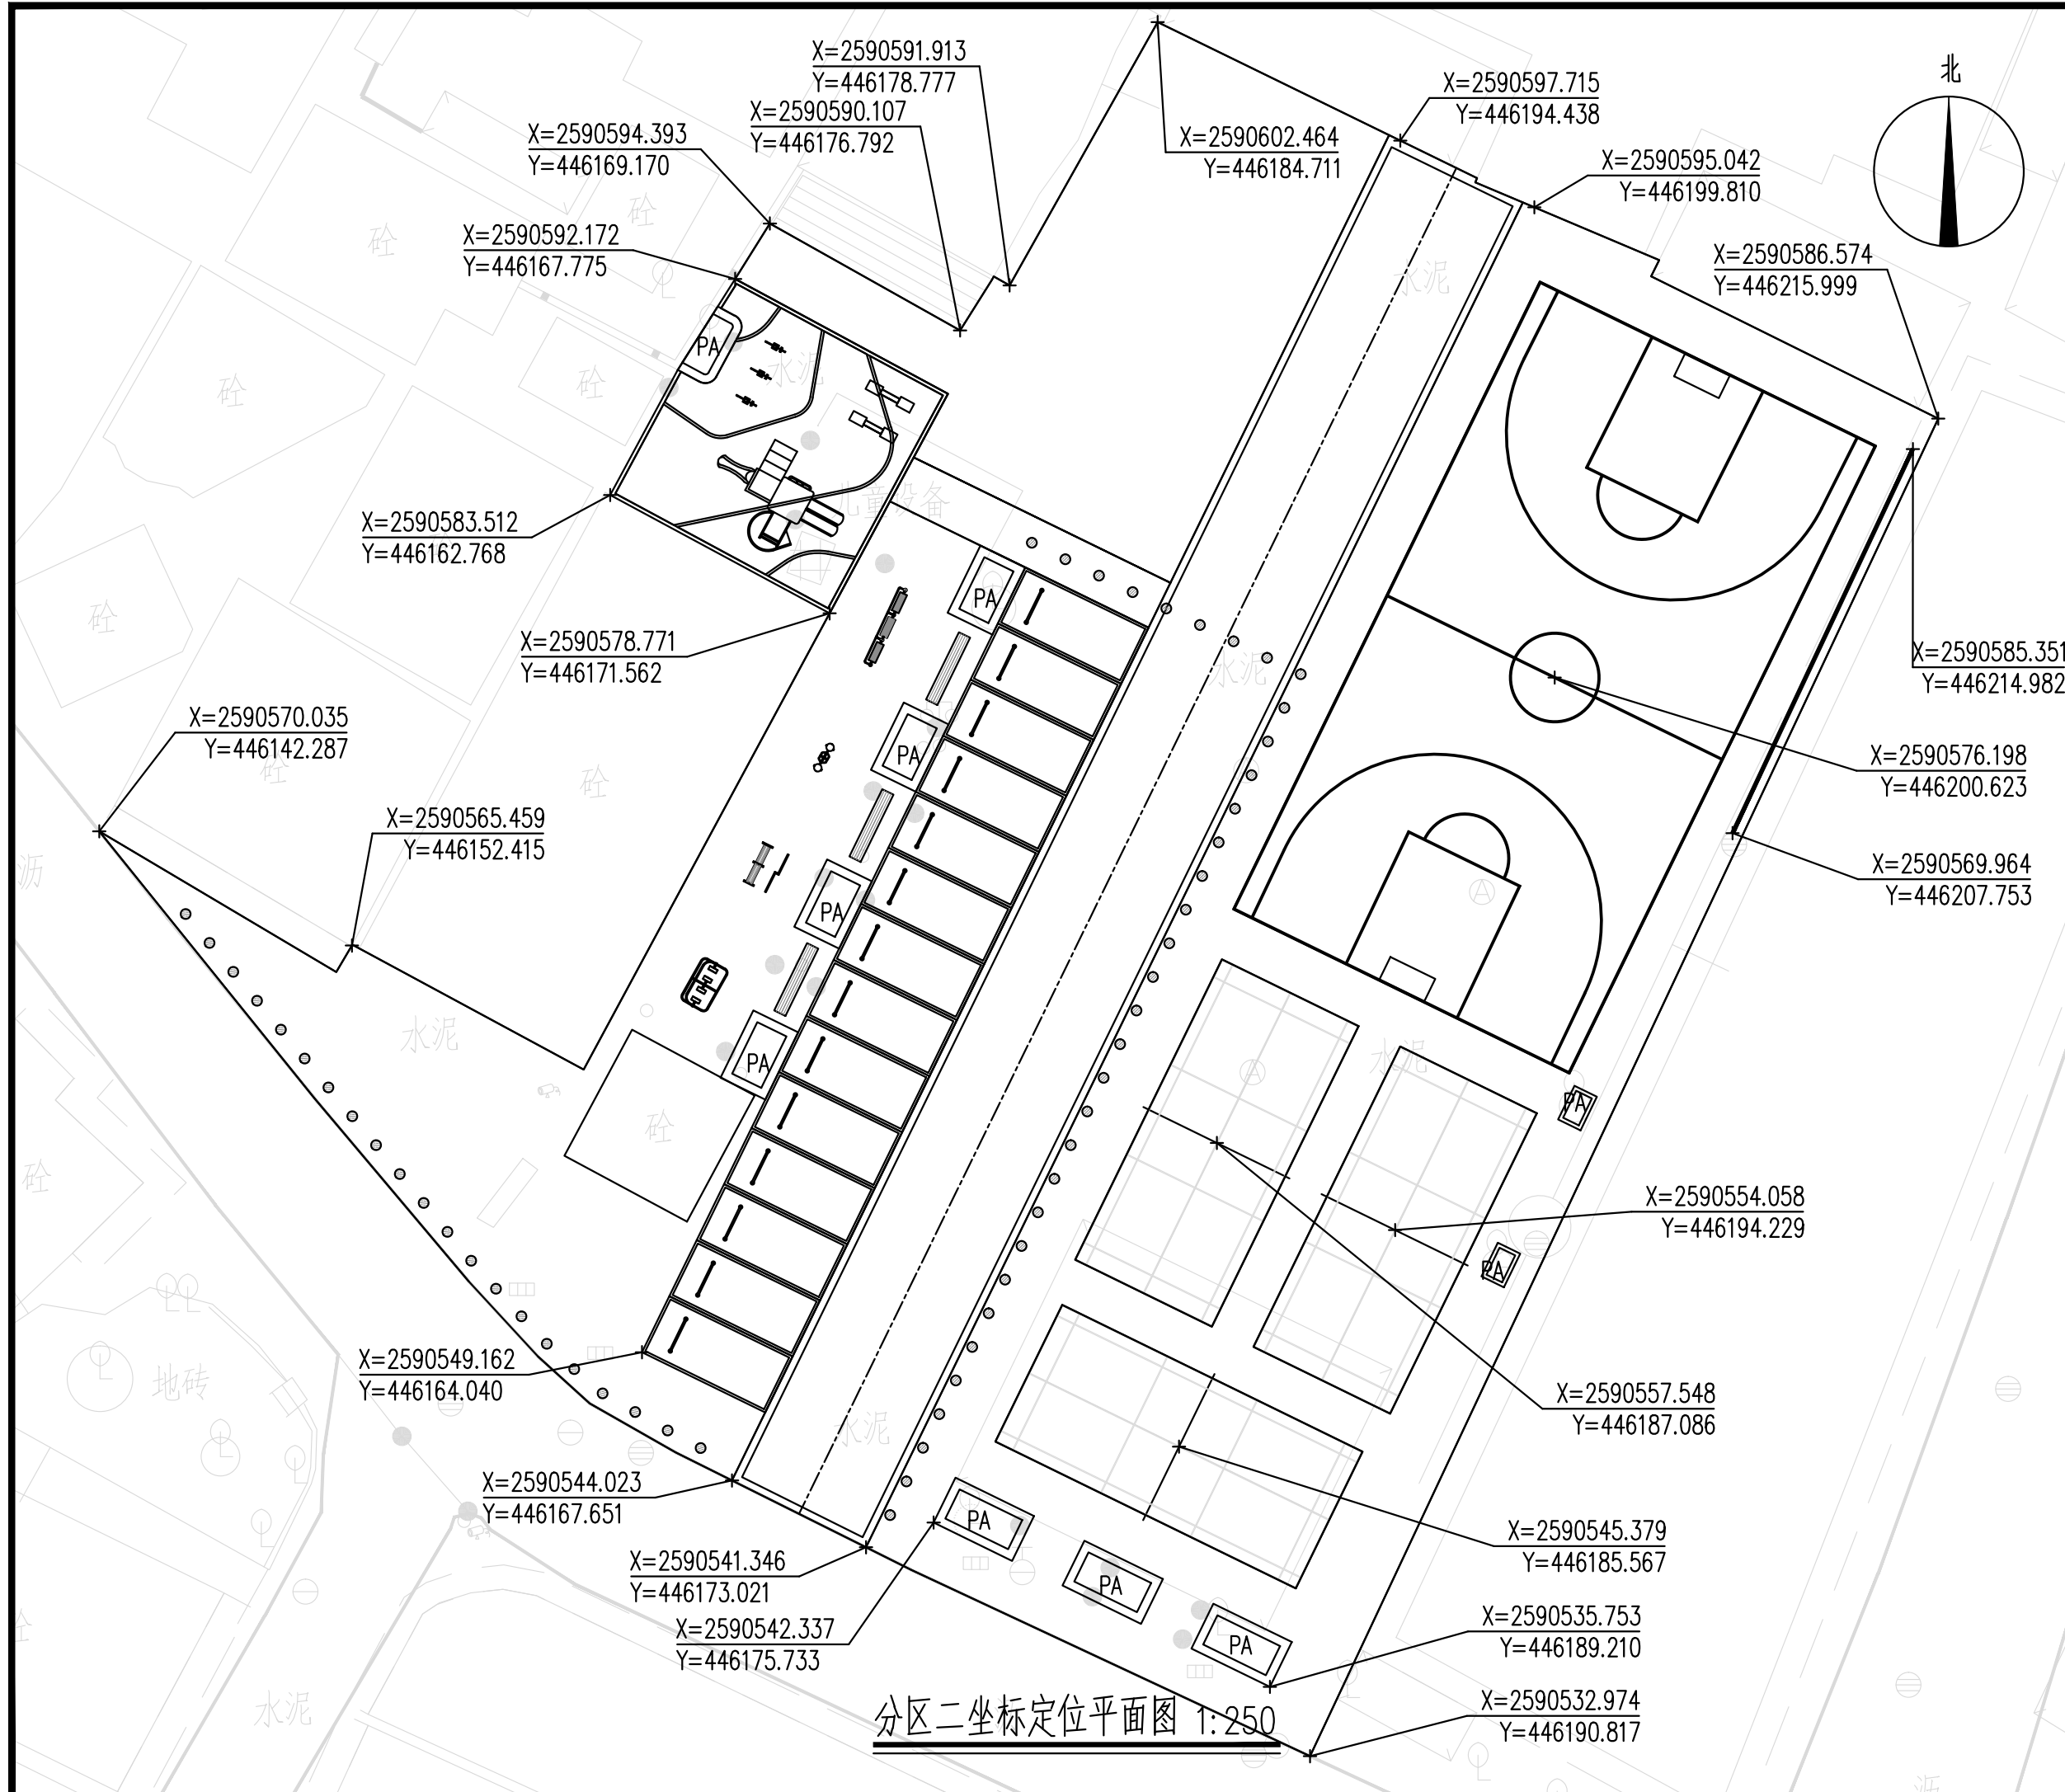 X=2590591.913
Y=446178.777
北
X=2590597.715
Y=446194.438
X=2590590.107
Y=446176.792
X=2590594.393
Y=446169.170
X=2590602.464
Y=446184.711
X=2590595.042
Y=446199.810
砼
砼
X=2590592.172
Y=446167.775
X=2590586.574
Y=446215.999
水泥
PA
水泥
砼
砼
儿童设备
X=2590583.512
Y=446162.768
PA
砼
X=2590578.771
Y=446171.562
水泥
X=2590585.351
Y=446214.982
X=2590570.035
Y=446142.287
PA
砼
砼
X=2590576.198
Y=446200.623
X=2590565.459
Y=446152.415
沥
X=2590569.964
Y=446207.753
A
PA
水泥
PA
水泥
A
PA
砼
砼
X=2590554.058
Y=446194.229
PA
X=2590549.162
Y=446164.040
地砖
X=2590557.548
Y=446187.086
水泥
X=2590544.023
Y=446167.651
PA
X=2590545.379
Y=446185.567
X=2590541.346
Y=446173.021
PA
X=2590542.337
Y=446175.733
PA
X=2590535.753
Y=446189.210
砼
水泥
X=2590532.974
Y=446190.817
分区二坐标定位平面图 1:250
沥